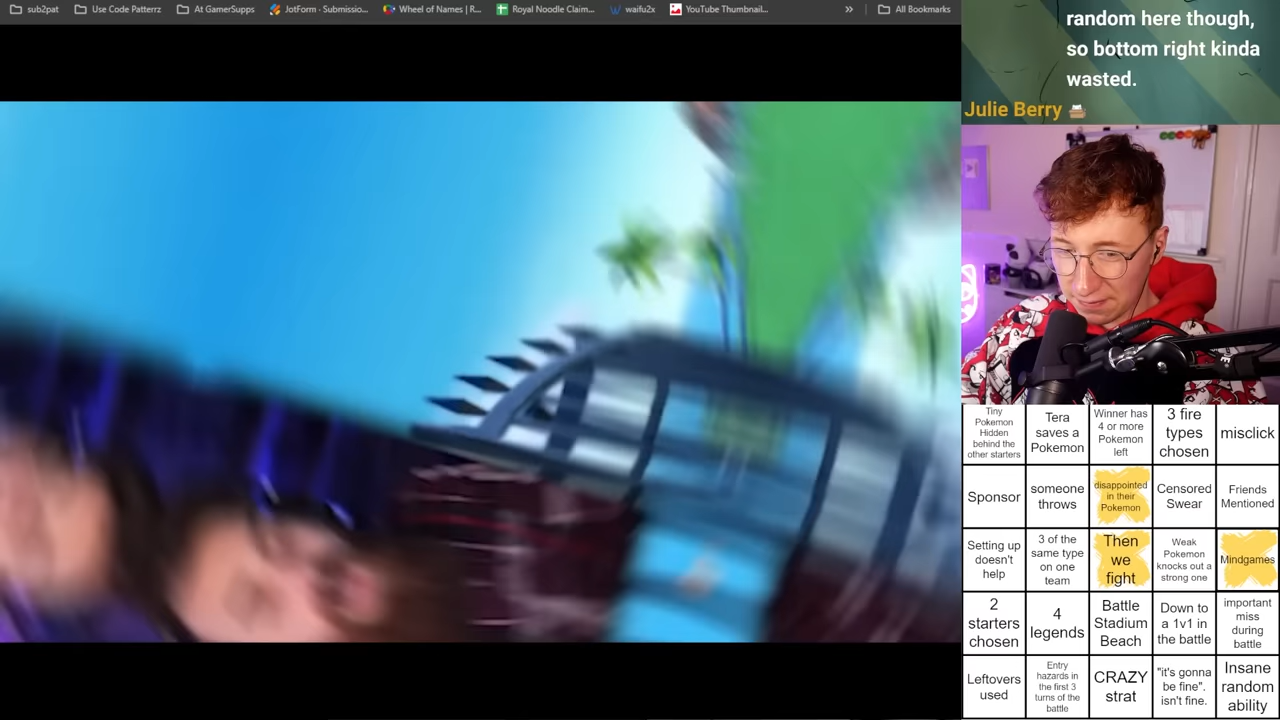 sub2pat
Use Code Patterrz
At GamerSupps
JotForm · Submissio...
Wheel of Names | R...
Royal Noodle Claim...
waifu2x
YouTube Thumbnail...
»
All Bookmarks
random here though,
so bottom right kinda
wasted.
Julie Berry
Tiny
Pokemon
Hidden
behind the
other starters
Tera
saves a
Pokemon
Winner has
4 or more
Pokemon
left
3 fire
types
chosen
misclick
Sponsor
someone
throws
disappointed
in their
Pokemon
Censored
Swear
Friends
Mentioned
Setting up
doesn't
help
3 of the
same type
on one
team
Then
we
fight
Weak
Pokemon
knocks out a
strong one
Mindgames
2
starters
chosen
4
legends
Battle
Stadium
Beach
Down to
a 1v1 in
the battle
important
miss
during
battle
Leftovers
used
Entry
hazards in
the first 3
turns of the
battle
CRAZY
strat
"it's gonna
be fine".
isn't fine.
Insane
random
ability